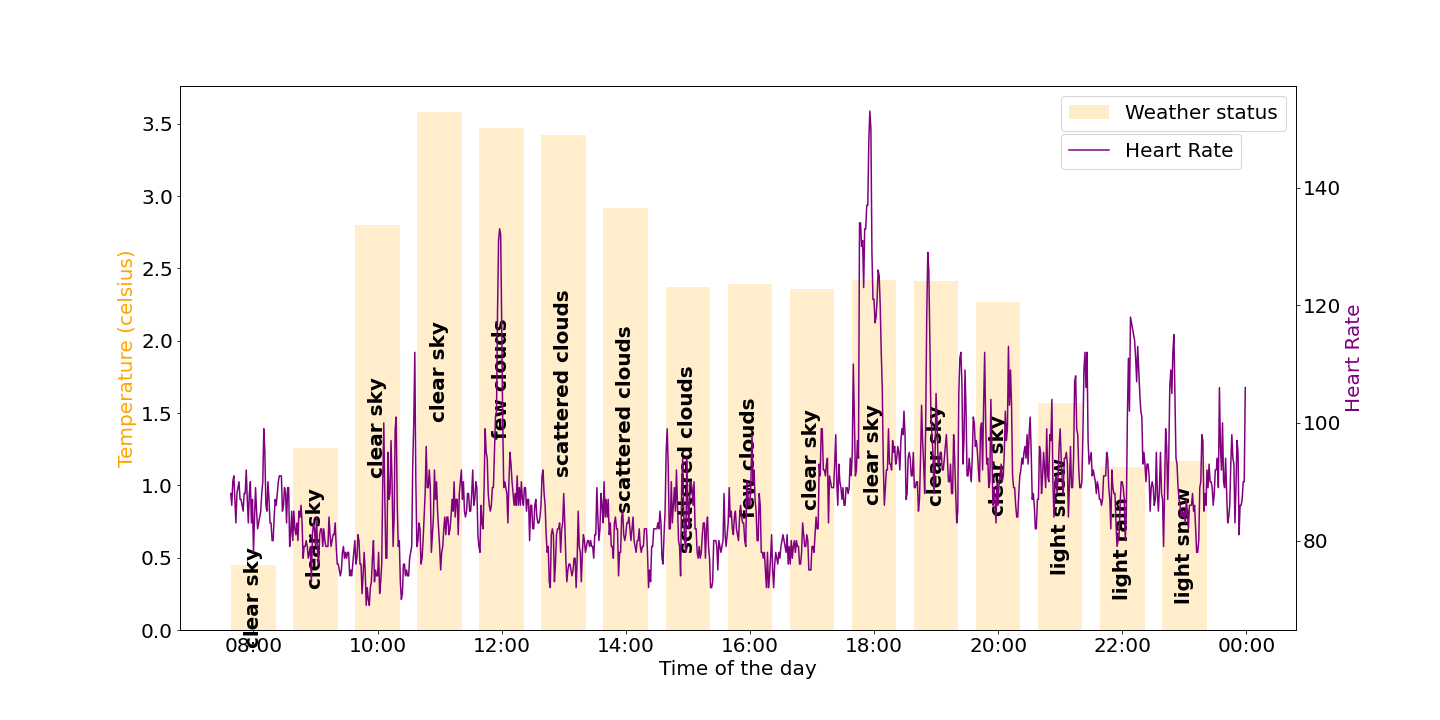 Weather status
Heart Rate
3.5
3.0
2.5
2.0
1.5
1.0
0.5
0.0
Temperature (celsius)
clear sky
clear sky
clear sky
clear sky
few clouds
scattered clouds
scattered clouds
scattered clouds
few clouds
clear sky
clear sky
clear sky
clear sky
light snow
light rain
light snow
140
120
100
80
Heart Rate
08:00 10:00 12:00 14:00 16:00 18:00 20:00 22:00 00:00
Time of the day